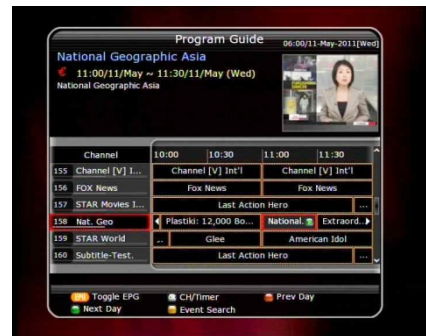 Program Guide
06:00/11-May-2011[Wed]
National Geographic Asia
11:00/11/May ~ 11:30/11/May (Wed)
National Geographic Asia
Channel 10:00 10:30 11:00 11:30
155 Channel [V] I... Channel [V] Int'l Channel [V] Int'l
156 FOX News Fox News Fox News
157 STAR Movies I... Last Action Hero ...
158 Nat. Geo Plastiki: 12,000 Bo... National. Extraord..
159 STAR World .. Glee American Idol
160 Subtitle-Test. Last Action Hero ...
Toggle EPG CH/Timer Prev Day
Next Day Event Search